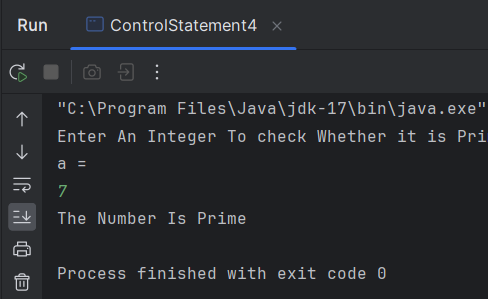 Run ControlStatement4
"C:\Program Files\Java\jdk-17\bin\java.exe"
Enter An Integer To check Whether it is Pri
a =
7
The Number Is Prime
Process finished with exit code 0